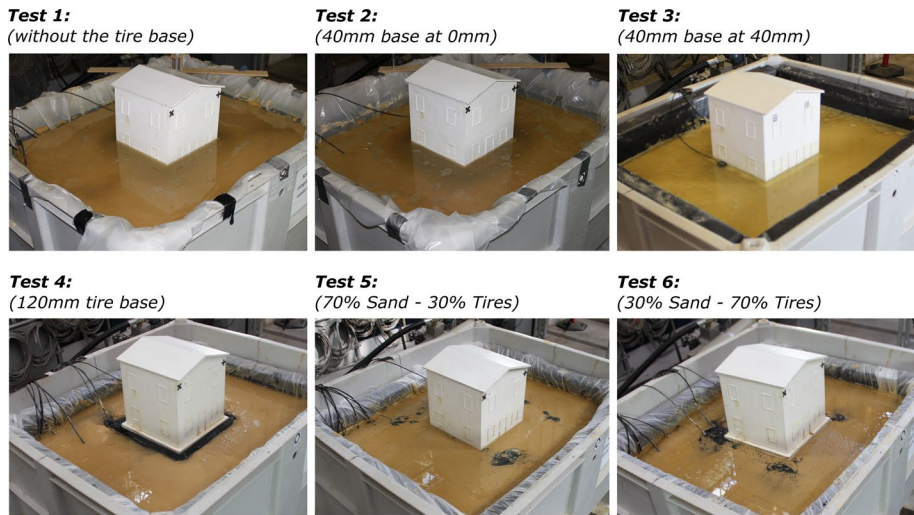 Test 1:
(without the tire base)
Test 2:
(40mm base at 0mm)
Test 3:
(40mm base at 40mm)
Test 4:
(120mm tire base)
Test 5:
(70% Sand - 30% Tires)
Test 6:
(30% Sand - 70% Tires)